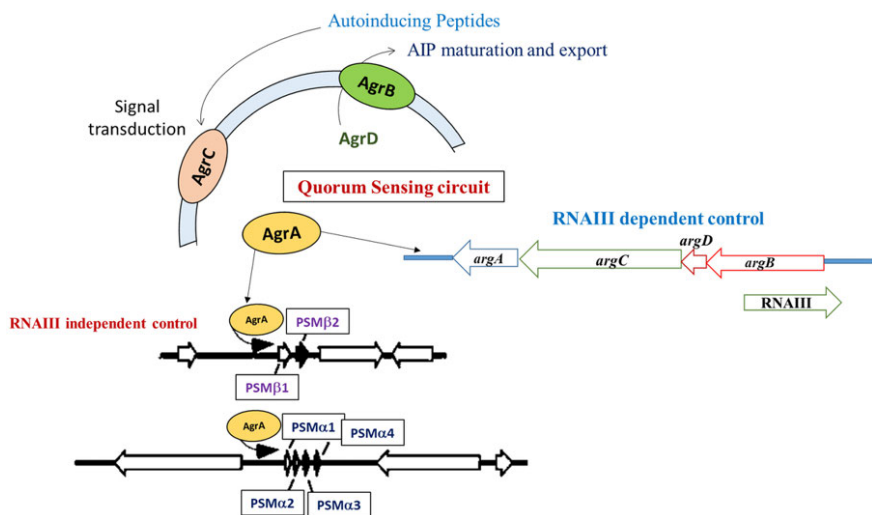 Autoinducing Peptides
AIP maturation and export
AgrB
Signal
transduction
AgrD
AgrC
Quorum Sensing circuit
AgrA
RNAIII dependent control
argD
argA
argC
argB
RNAIII
RNAIII independent control
AgrA
PSMβ2
PSMβ1
AgrA
PSMα1
PSMα4
PSMα2
PSMα3